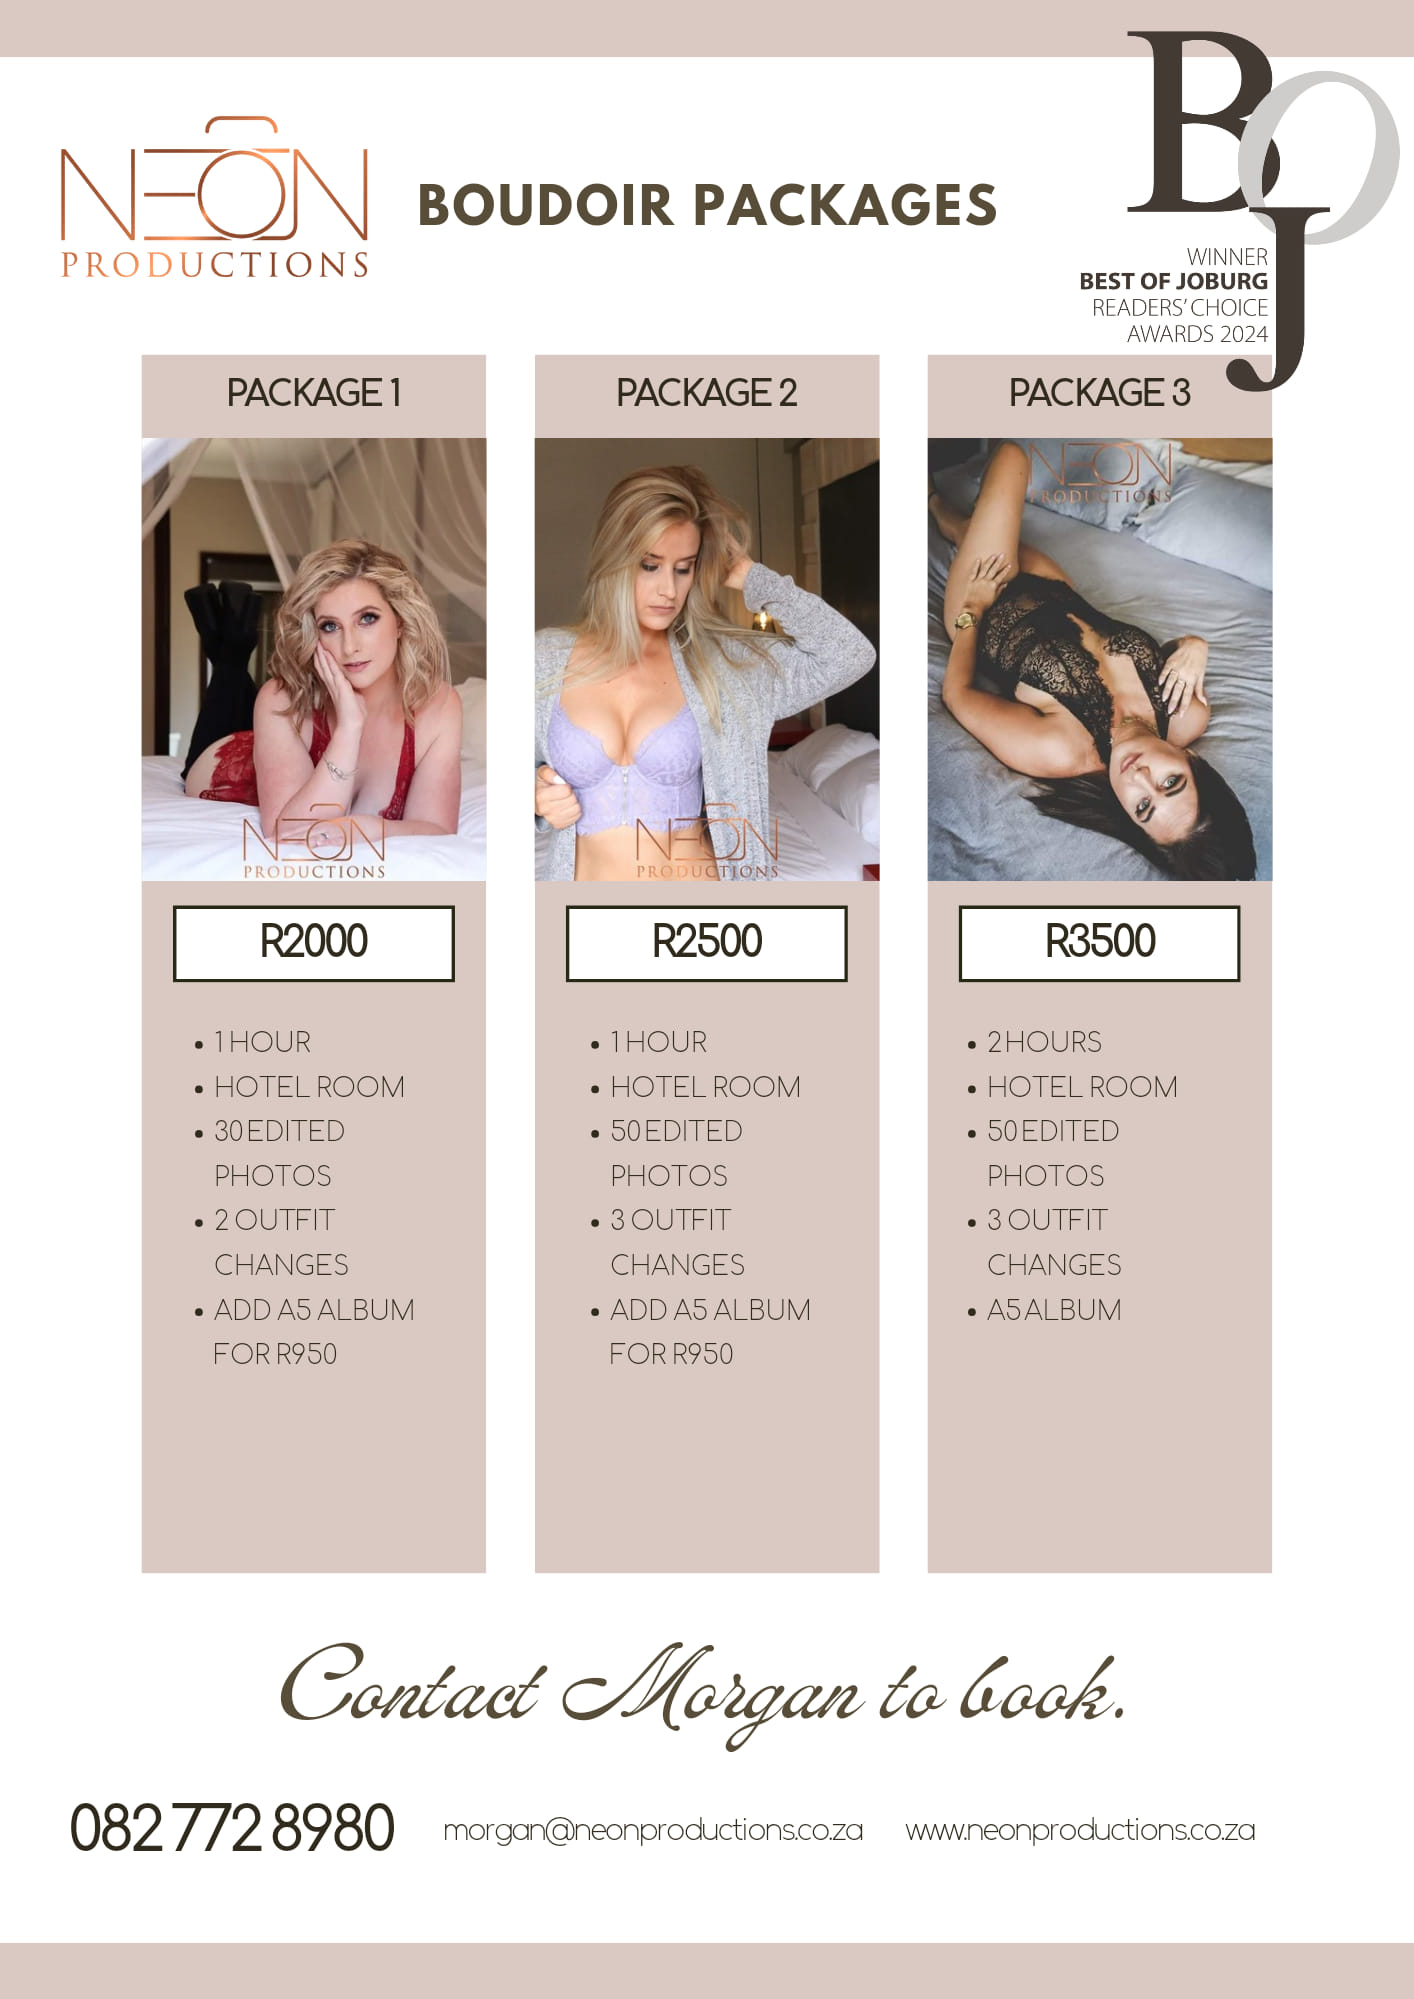 NEON
PRODUCTIONS
BOUDOIR PACKAGES
BOJ
WINNER
BEST OF JOBURG
READERS' CHOICE
AWARDS 2024
PACKAGE 1
NEON
PRODUCTIONS
R2000
• 1 HOUR
• HOTEL ROOM
• 30 EDITED
PHOTOS
• 2 OUTFIT
CHANGES
• ADD A5 ALBUM
FOR R950
PACKAGE 2
NEON
PRODUCTIONS
R2500
• 1 HOUR
• HOTEL ROOM
• 50 EDITED
PHOTOS
• 3 OUTFIT
CHANGES
• ADD A5 ALBUM
FOR R950
PACKAGE 3
NEON
PRODUCTIONS
R3500
• 2 HOURS
• HOTEL ROOM
• 50 EDITED
PHOTOS
• 3 OUTFIT
CHANGES
• A5 ALBUM
Contact Morgan to book.
082 772 8980
morgan@neonproductions.co.za
www.neonproductions.co.za